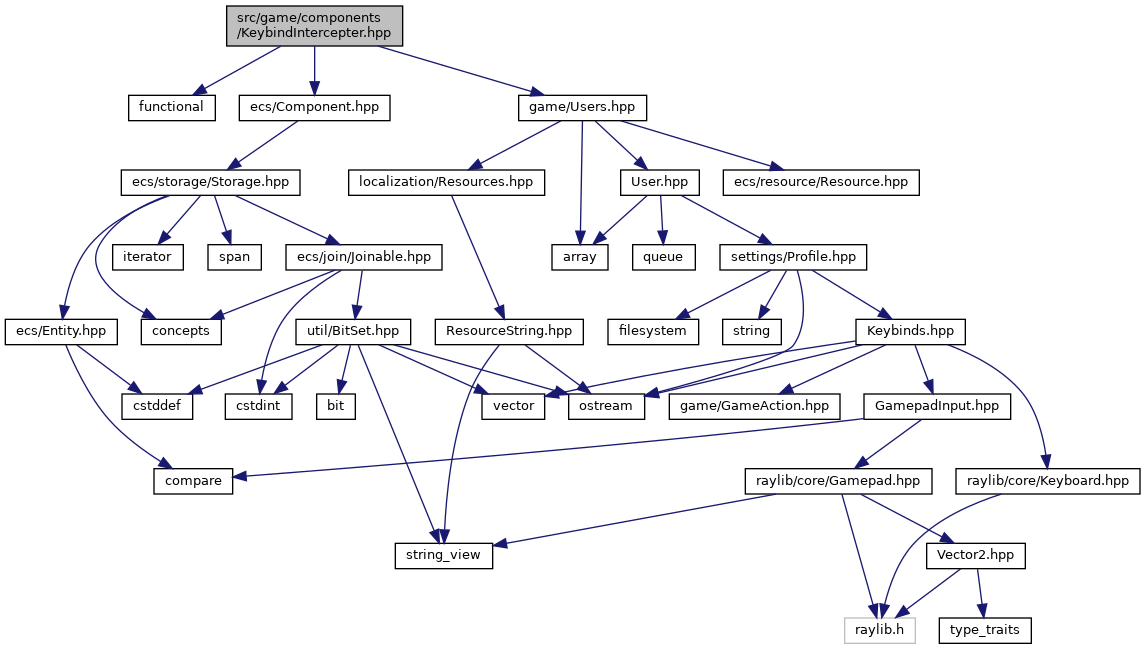 src/game/components
/KeybindIntercepter.hpp
functional
ecs/Component.hpp
game/Users.hpp
ecs/storage/Storage.hpp
localization/Resources.hpp
User.hpp
ecs/resource/Resource.hpp
iterator
span
ecs/join/Joinable.hpp
array
queue
settings/Profile.hpp
ecs/Entity.hpp
concepts
util/BitSet.hpp
ResourceString.hpp
filesystem
string
Keybinds.hpp
cstddef
cstdint
bit
vector
ostream
game/GameAction.hpp
GamepadInput.hpp
compare
raylib/core/Gamepad.hpp
raylib/core/Keyboard.hpp
string_view
Vector2.hpp
raylib.h
type_traits